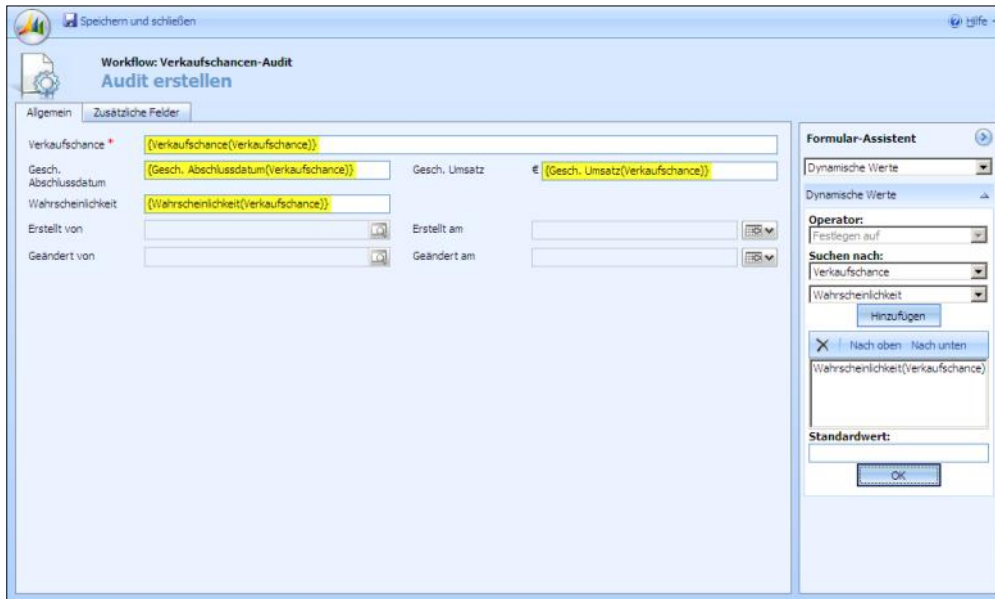 Speichern und schließen
Hilfe
Workflow: Verkaufschancen-Audit
Audit erstellen
Allgemein Zusätzliche Felder
Verkaufschance * {Verkaufschance(Verkaufschance)}
Gesch. Abschlussdatum {Gesch. Abschlussdatum(Verkaufschance)} Gesch. Umsatz € {Gesch. Umsatz(Verkaufschance)}
Wahrscheinlichkeit {Wahrscheinlichkeit(Verkaufschance)}
Erstellt von Erstellt am
Geändert von Geändert am
Formular-Assistent
Dynamische Werte
Dynamische Werte
Operator:
Festlegen auf
Suchen nach:
Verkaufschance
Wahrscheinlichkeit
Hinzufügen
Nach oben Nach unten
Wahrscheinlichkeit(Verkaufschance)
Standardwert:
OK